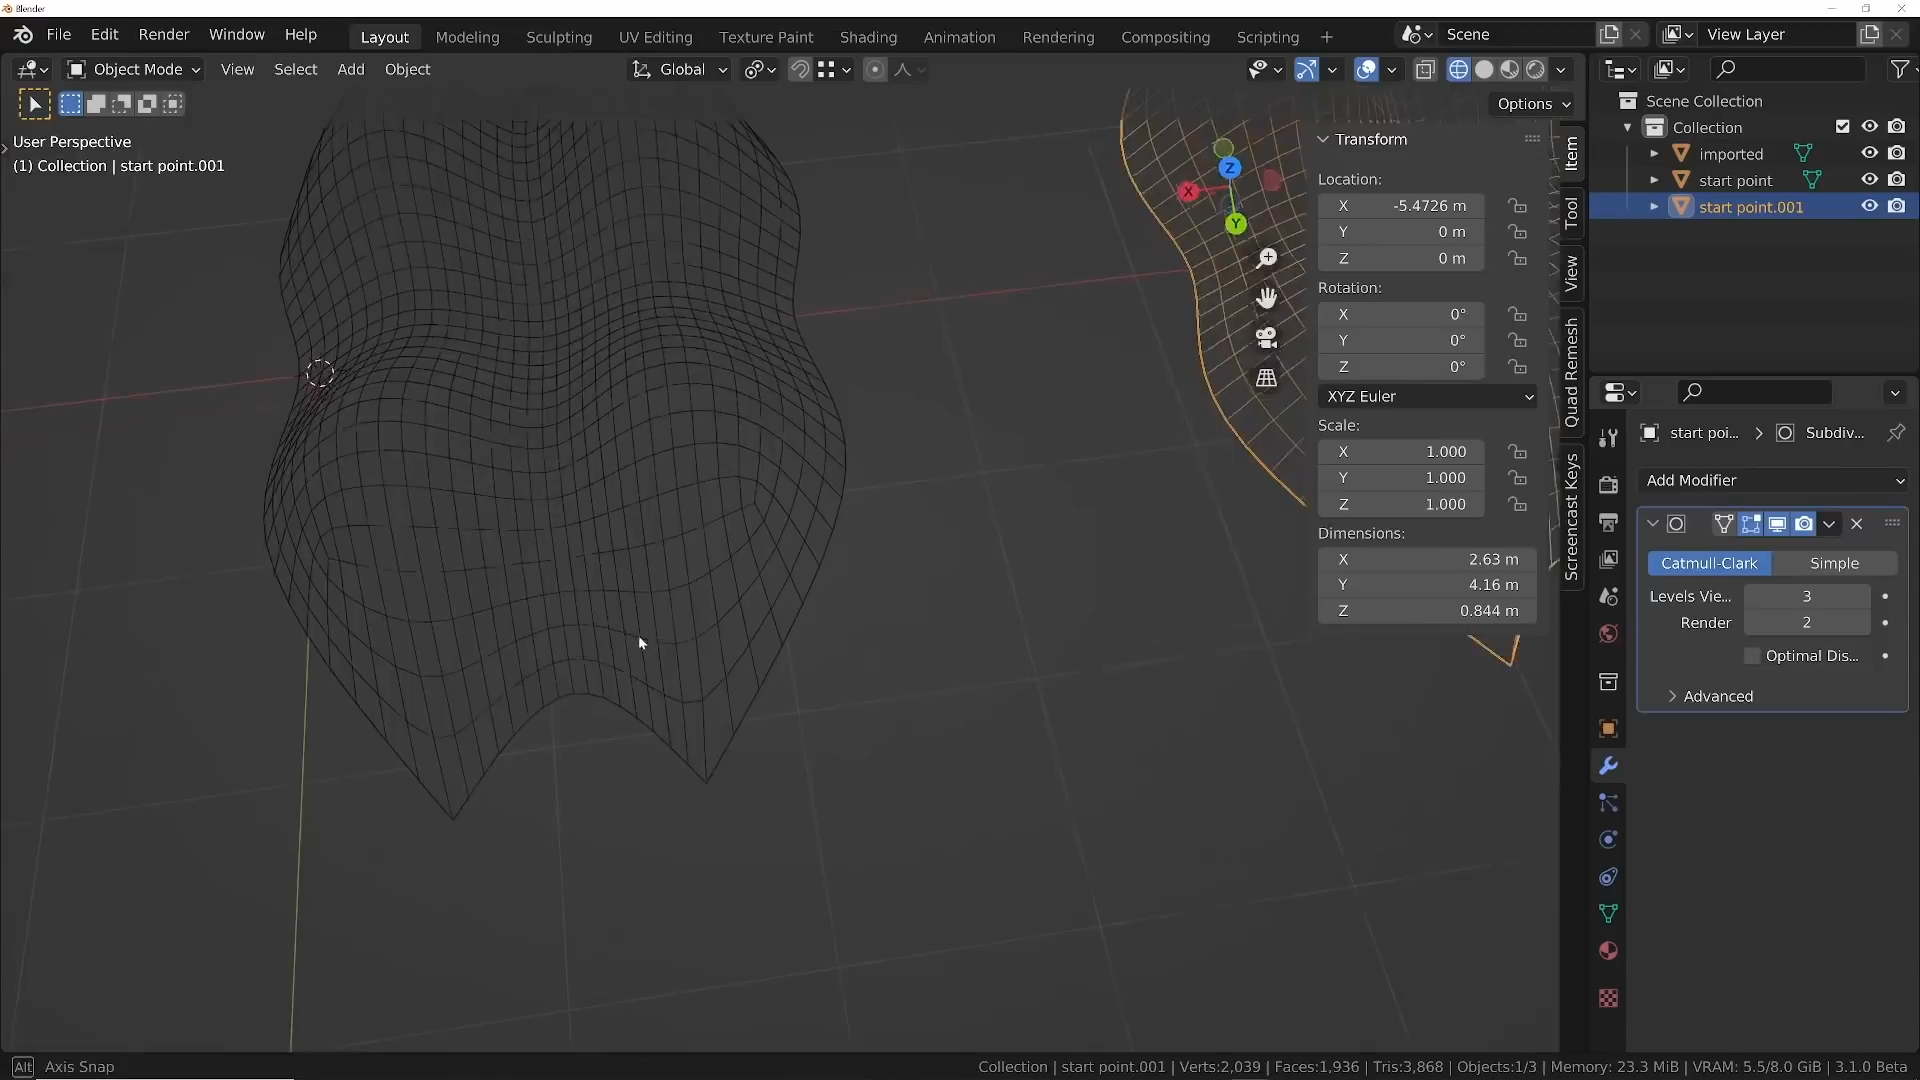 Blender
File Edit Render Window Help
Layout Modeling Sculpting UV Editing Texture Paint Shading Animation Rendering Compositing Scripting +
Scene
View Layer
Object Mode
View Select Add Object
Global
Options
User Perspective
(1) Collection | start point.001
Z
X
Y
Transform
Location:
X -5.4726 m
Y 0 m
Z 0 m
Rotation:
X 0°
Y 0°
Z 0°
XYZ Euler
Scale:
X 1.000
Y 1.000
Z 1.000
Dimensions:
X 2.63 m
Y 4.16 m
Z 0.844 m
Item
Tool
View
Quad Remesh
Screencast Keys
Scene Collection
Collection
imported
start point
start point.001
start poi... > Subdiv...
Add Modifier
Catmull-Clark Simple
Levels Vie... 3
Render 2
Optimal Dis...
Advanced
Alt Axis Snap
Collection | start point.001 | Verts:2,039 | Faces:1,936 | Tris:3,868 | Objects:1/3 | Memory: 23.3 MiB | VRAM: 5.5/8.0 GiB | 3.1.0 Beta